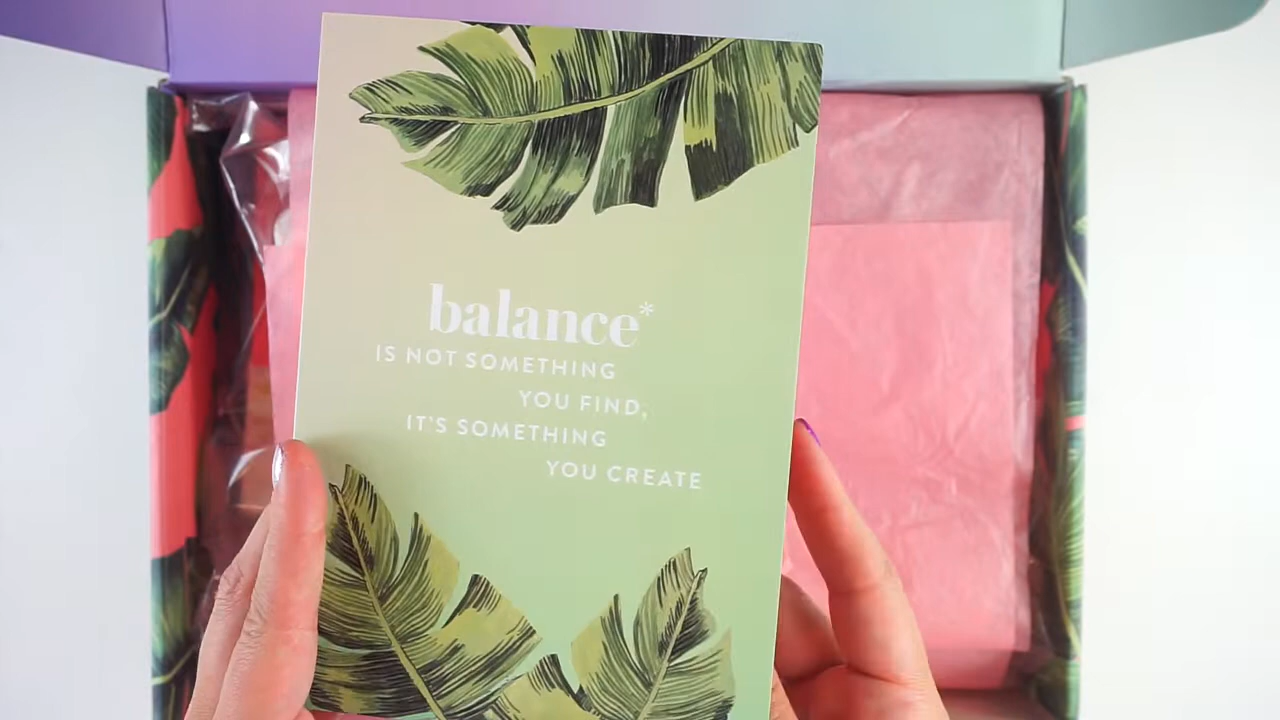 balance*
IS NOT SOMETHING
YOU FIND,
IT'S SOMETHING
YOU CREATE